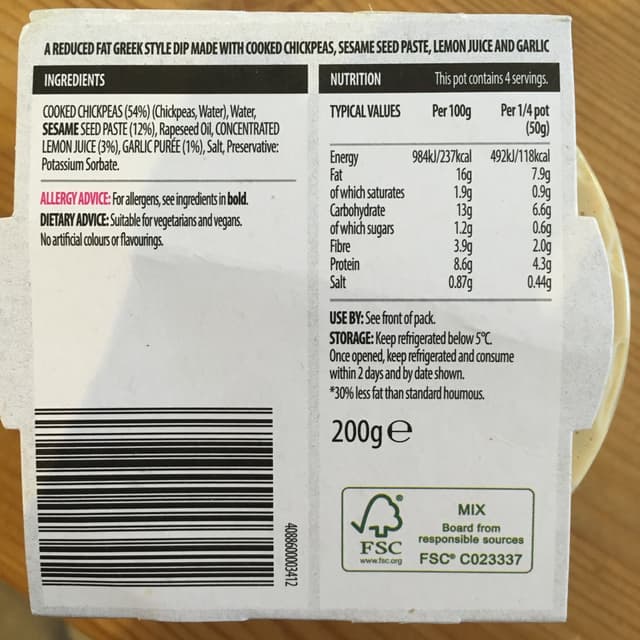 A REDUCED FAT GREEK STYLE DIP MADE WITH COOKED CHICKPEAS, SESAME SEED PASTE, LEMON JUICE AND GARLIC
INGREDIENTS
COOKED CHICKPEAS (54%) (Chickpeas, Water), Water,
SESAME SEED PASTE (12%), Rapeseed Oil, CONCENTRATED
LEMON JUICE (3%), GARLIC PURÉE (1%), Salt, Preservative:
Potassium Sorbate.
ALLERGY ADVICE: For allergens, see ingredients in bold.
DIETARY ADVICE: Suitable for vegetarians and vegans.
No artificial colours or flavourings.
4088600003412
NUTRITION This pot contains 4 servings.
TYPICAL VALUES Per 100g Per 1/4 pot
(50g)
Energy 984kJ/237kcal 492kJ/118kcal
Fat 16g 7.9g
of which saturates 1.9g 0.9g
Carbohydrate 13g 6.6g
of which sugars 1.2g 0.6g
Fibre 3.9g 2.0g
Protein 8.6g 4.3g
Salt 0.87g 0.44g
USE BY: See front of pack.
STORAGE: Keep refrigerated below 5°C.
Once opened, keep refrigerated and consume
within 2 days and by date shown.
*30% less fat than standard houmous.
200g e
FSC
www.fsc.org
MIX
Board from
responsible sources
FSC® C023337